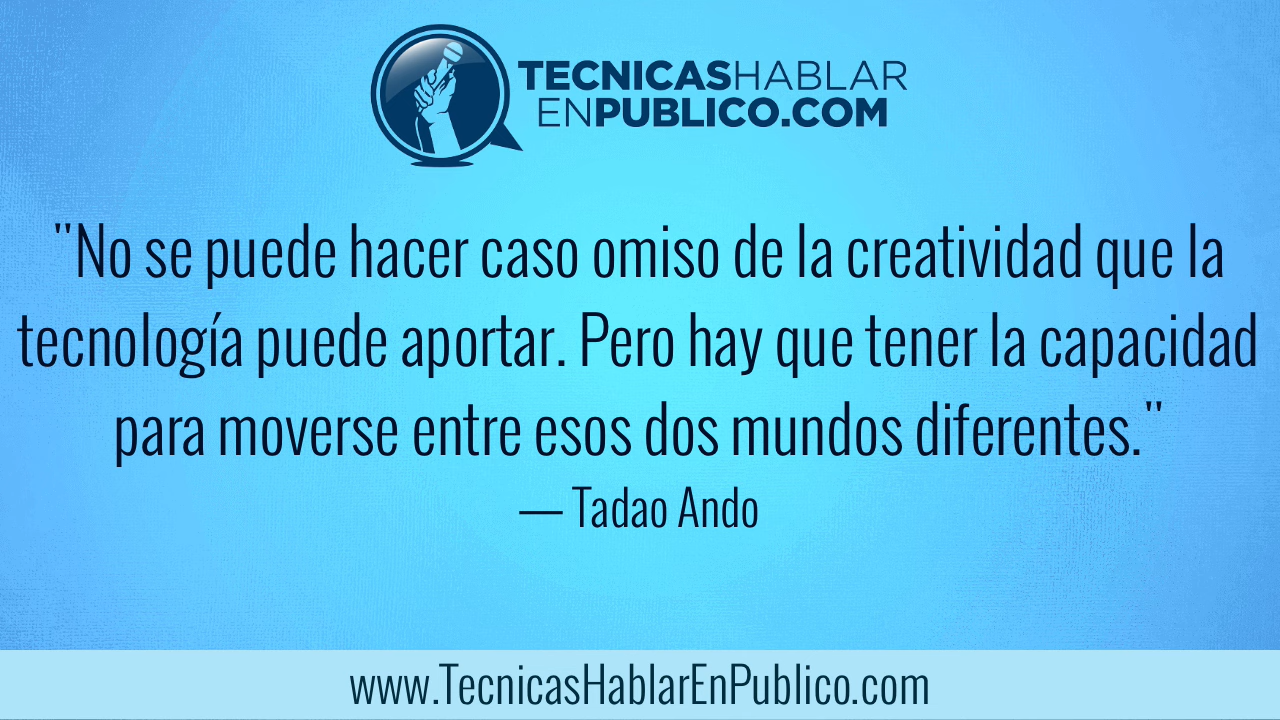 TECNICASHABLAR
ENPUBLICO.COM
"No se puede hacer caso omiso de la creatividad que la
tecnología puede aportar. Pero hay que tener la capacidad
para moverse entre esos dos mundos diferentes."
— Tadao Ando
www.TecnicasHablarEnPublico.com